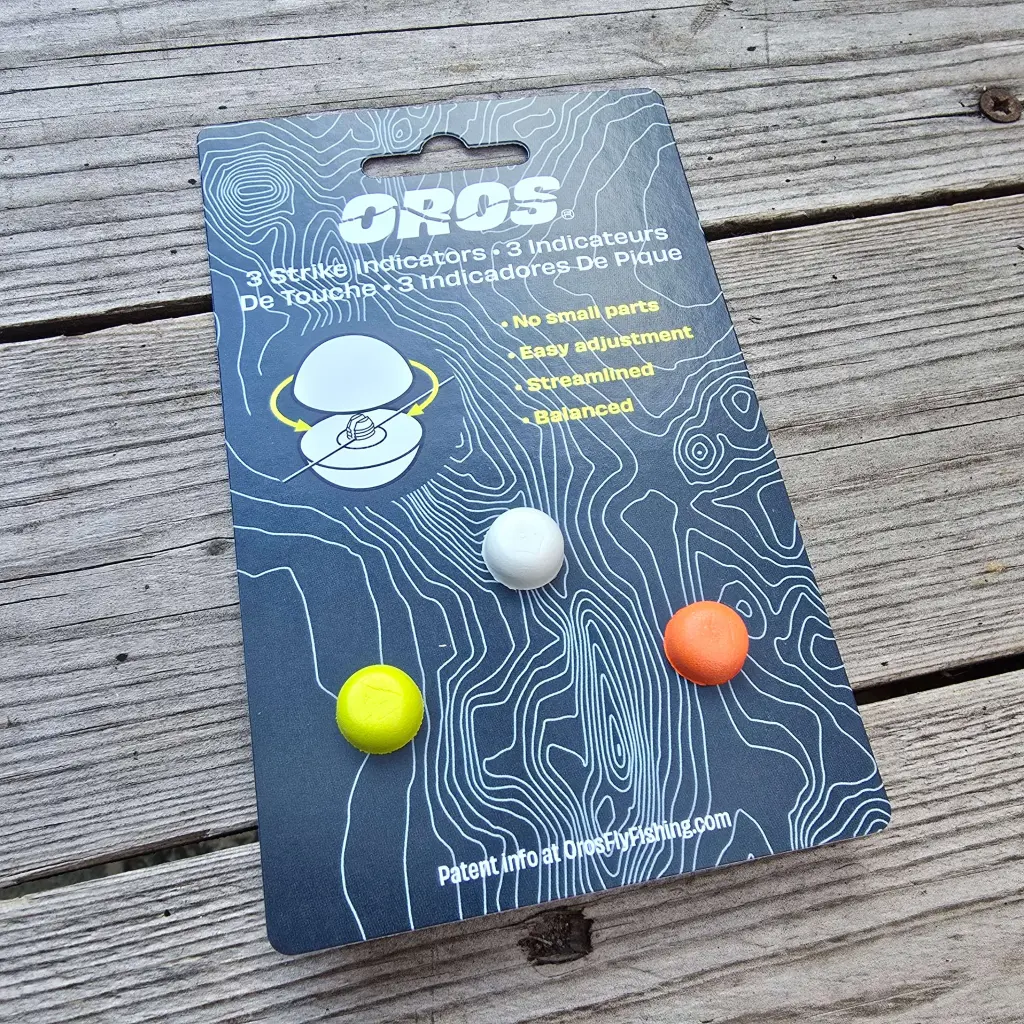 OROS®
3 Strike Indicators • 3 Indicateurs
De Touche • 3 Indicadores De Pique
• No small parts
• Easy adjustment
• Streamlined
• Balanced
Patent info at OrosFlyFishing.com